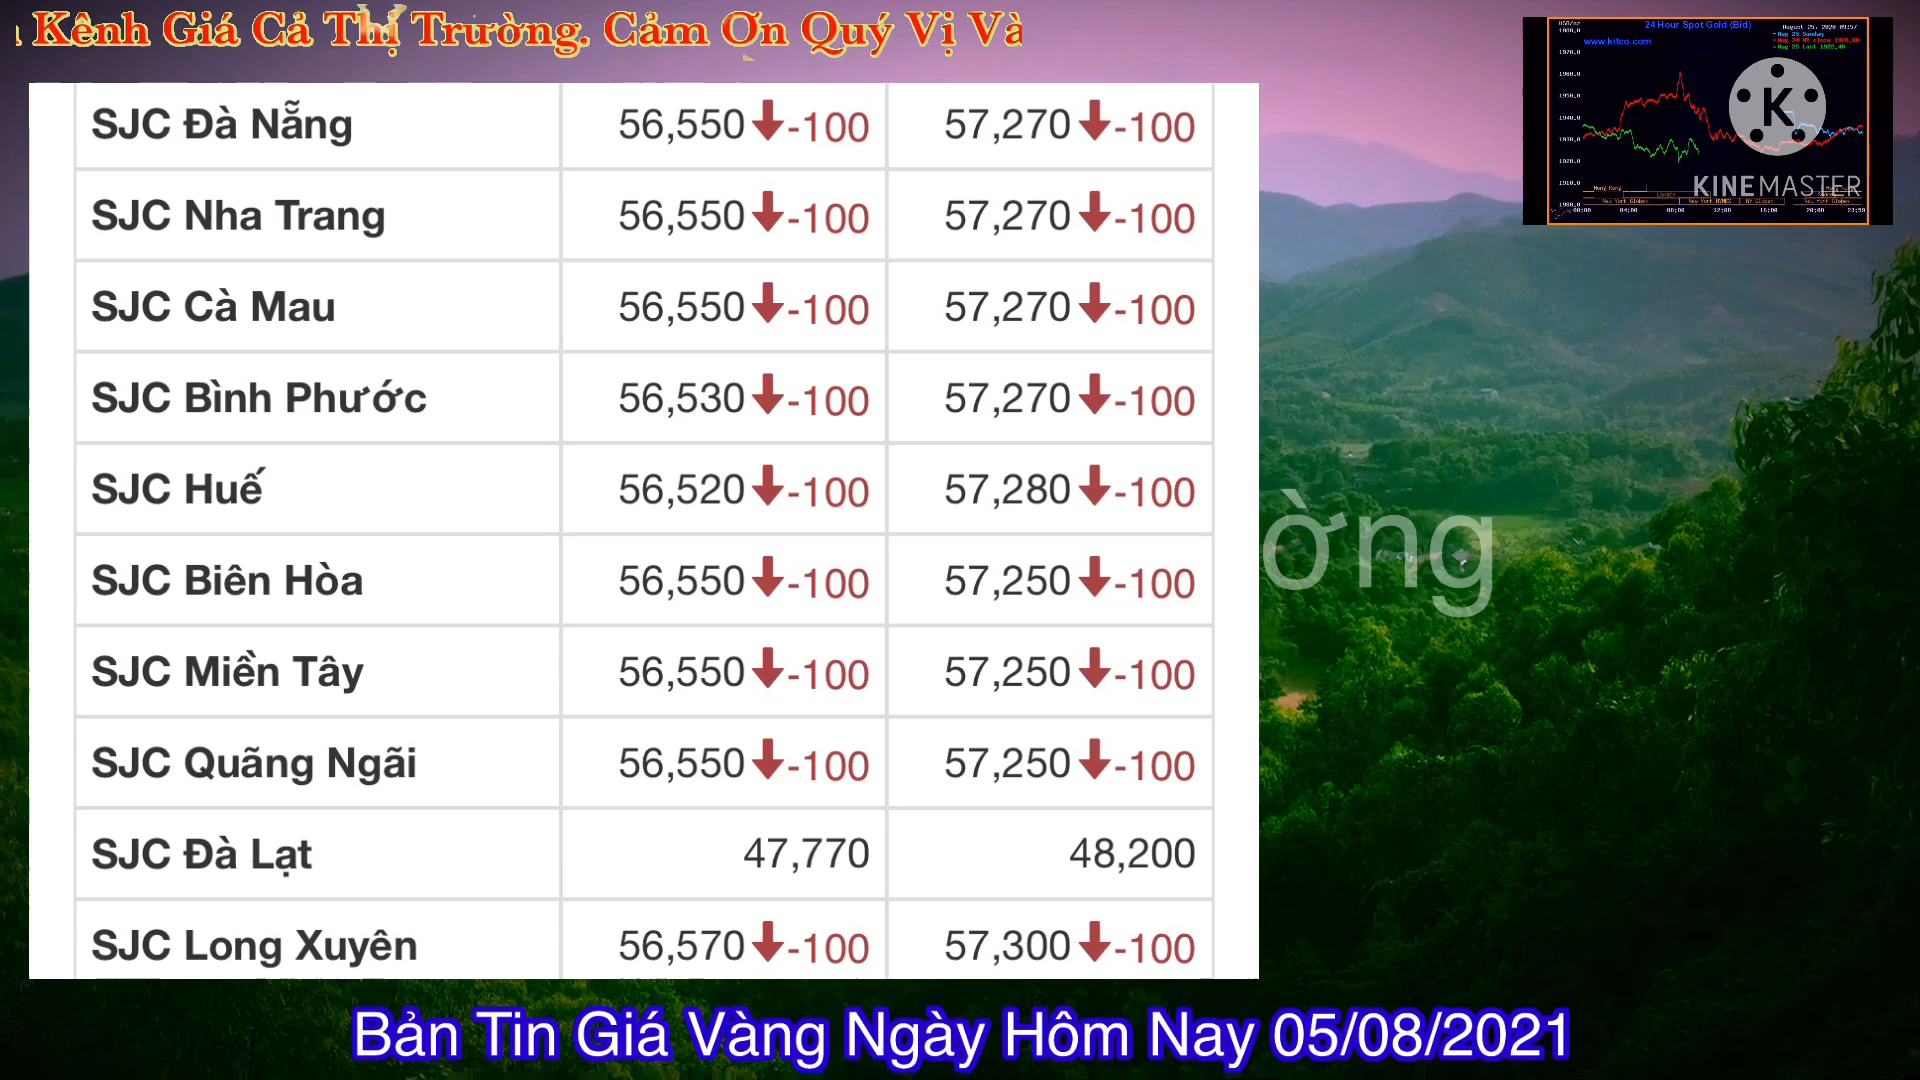 Kênh Giá Cả Thị Trường. Cảm Ơn Quý Vị Và
24 Hour Spot Gold (Bid)
www.kitco.com
August 25, 2020 09:57
KINEMASTER
SJC Đà Nẵng 56,550 -100 57,270 -100
SJC Nha Trang 56,550 -100 57,270 -100
SJC Cà Mau 56,550 -100 57,270 -100
SJC Bình Phước 56,530 -100 57,270 -100
SJC Huế 56,520 -100 57,280 -100
SJC Biên Hòa 56,550 -100 57,250 -100
SJC Miền Tây 56,550 -100 57,250 -100
SJC Quãng Ngãi 56,550 -100 57,250 -100
SJC Đà Lạt 47,770 48,200
SJC Long Xuyên 56,570 -100 57,300 -100
ờng
Bản Tin Giá Vàng Ngày Hôm Nay 05/08/2021